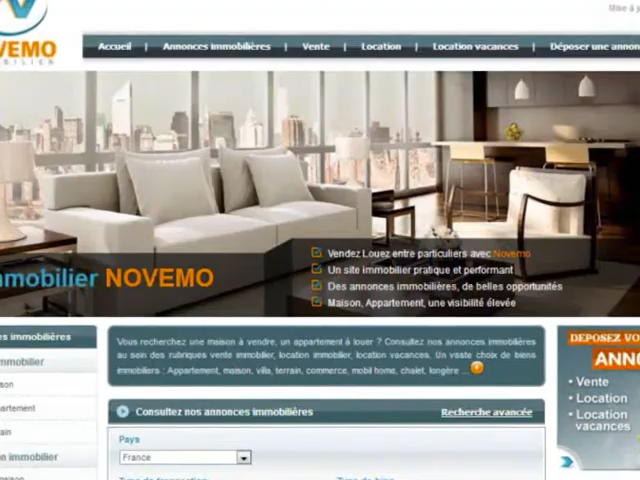 Mise à j
VEMO
Accueil | Annonces immobilières | Vente | Location | Location vacances | Déposer une annon
Vendez Louez entre particuliers avec Novemo
mobilier NOVEMO
Un site immobilier pratique et performant
Des annonces immobilières, de belles opportunités
Maison, Appartement, une visibilité élevée
es immobilières
mmobilier
son
artement
ain
n immobilier
Vous recherchez une maison à vendre, un appartement à louer ? Consultez nos annonces immobilières
au sein des rubriques vente immobilier, location immobilier, location vacances. Un vaste choix de biens
immobiliers : Appartement, maison, villa, terrain, commerce, mobil home, chalet, longère ...
Consultez nos annonces immobilières
Recherche avancée
Pays
France
DEPOSEZ VO
ANNO
• Vente
• Location
• Location
vacances